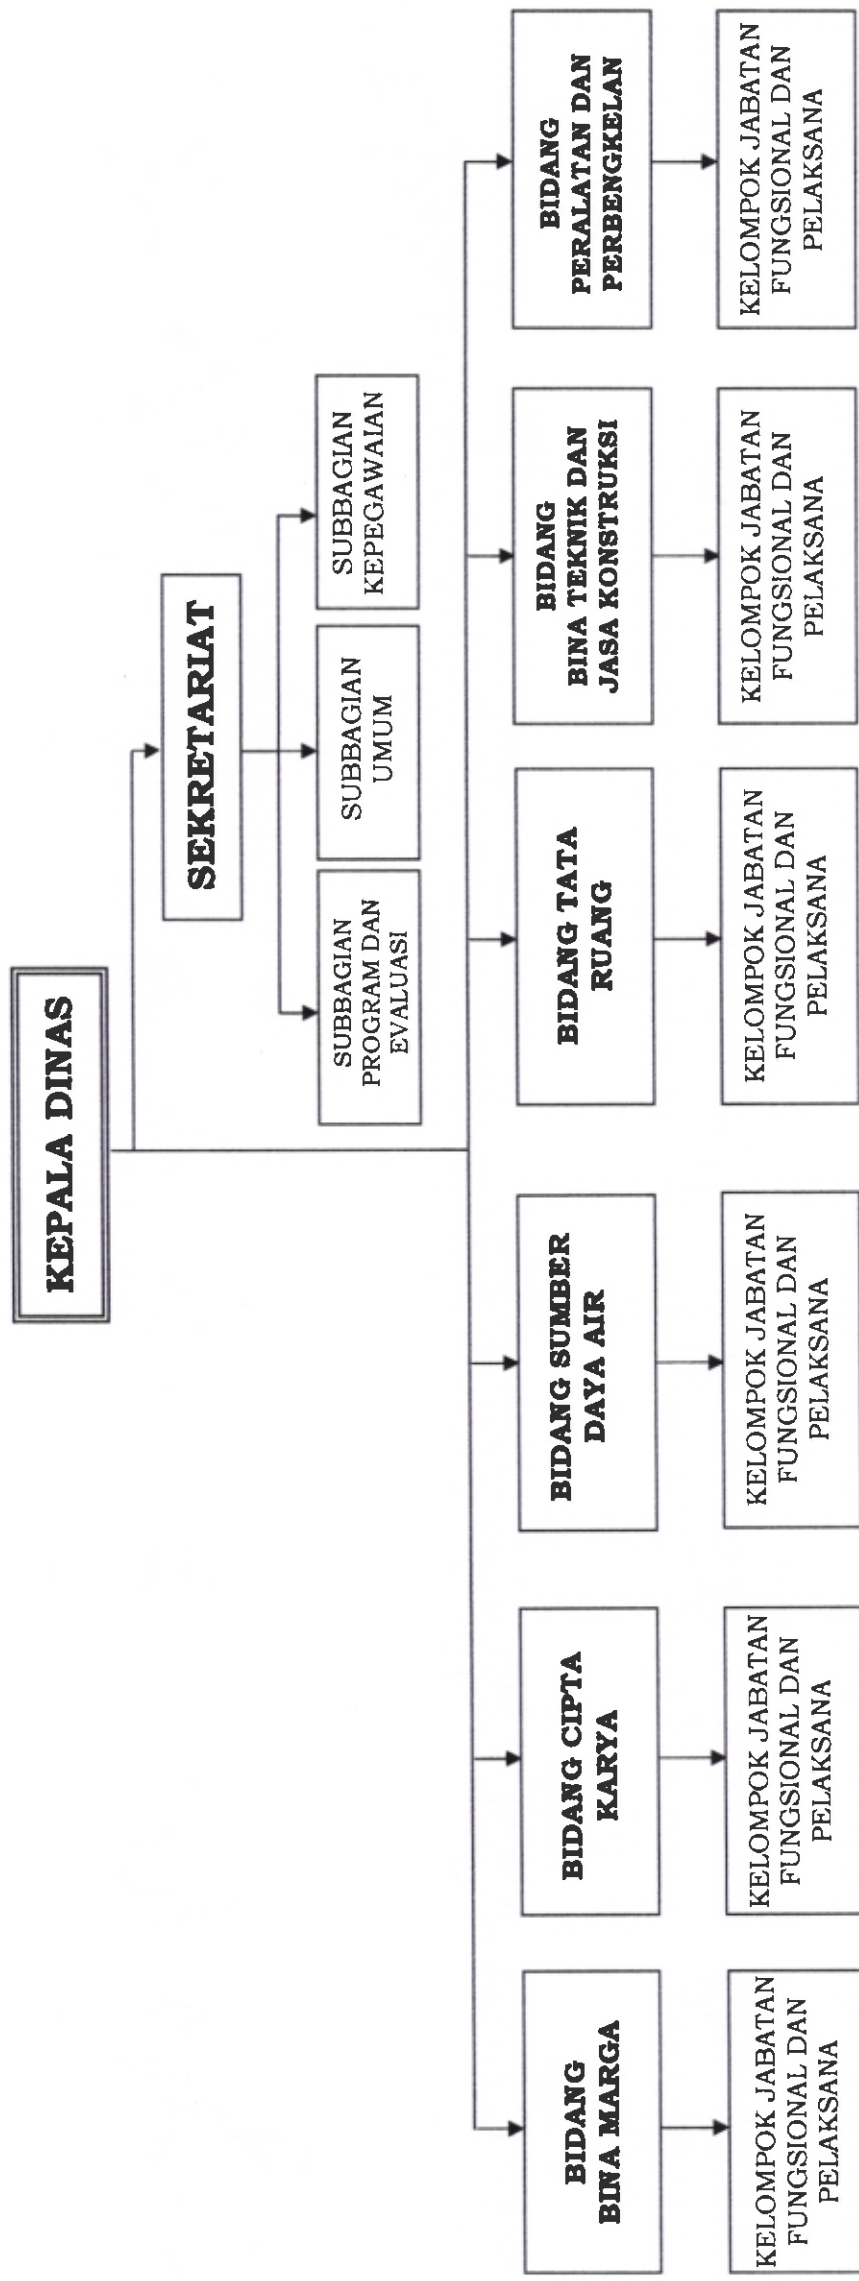 KEPALA DINAS
SEKRETARIAT
SUBBAGIAN
PROGRAM DAN
EVALUASI
SUBBAGIAN
UMUM
SUBBAGIAN
KEPEGAWAIAN
BIDANG
BINA MARGA
BIDANG CIPTA
KARYA
BIDANG SUMBER
DAYA AIR
BIDANG TATA
RUANG
BIDANG
BINA TEKNIK DAN
JASA KONSTRUKSI
BIDANG
PERALATAN DAN
PERBENGKELAN
KELOMPOK JABATAN
FUNGSIONAL DAN
PELAKSANA
KELOMPOK JABATAN
FUNGSIONAL DAN
PELAKSANA
KELOMPOK JABATAN
FUNGSIONAL DAN
PELAKSANA
KELOMPOK JABATAN
FUNGSIONAL DAN
PELAKSANA
KELOMPOK JABATAN
FUNGSIONAL DAN
PELAKSANA
KELOMPOK JABATAN
FUNGSIONAL DAN
PELAKSANA